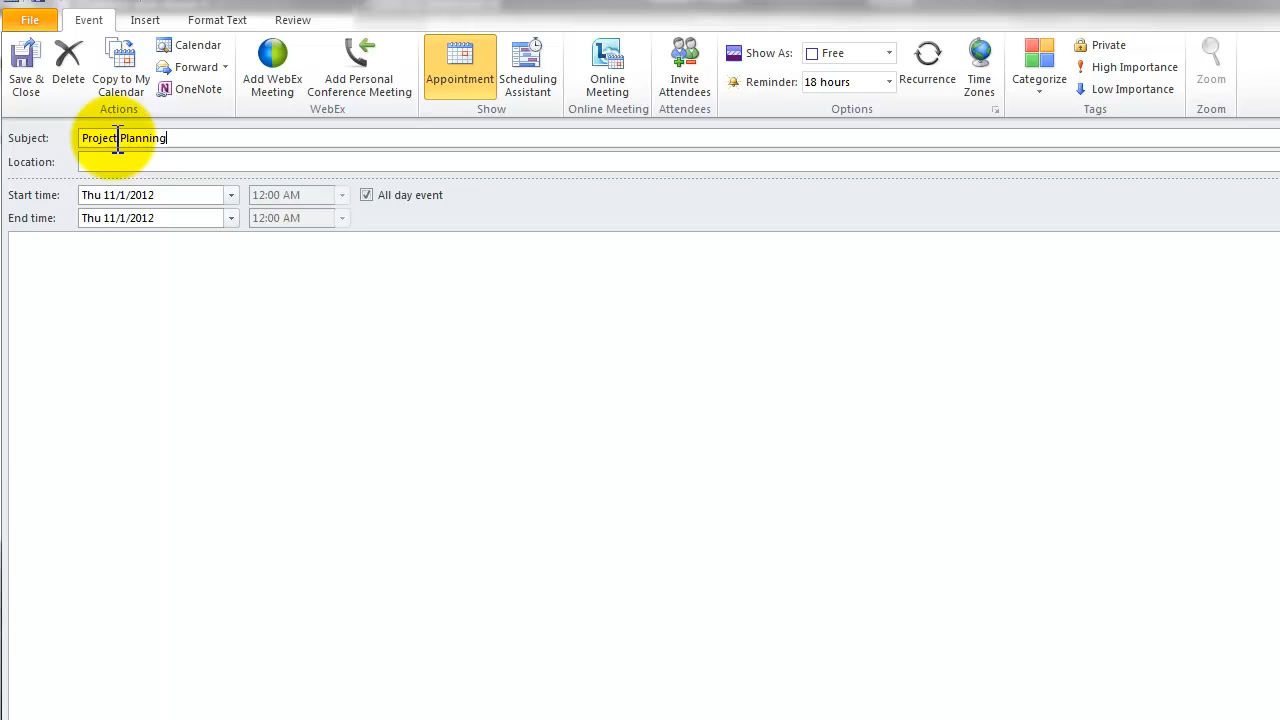 File Event Insert Format Text Review
Save & Close Delete Copy to My Calendar Calendar Forward OneNote Actions
Add WebEx Meeting Add Personal Conference Meeting WebEx
Appointment Scheduling Assistant Show
Online Meeting Online Meeting
Invite Attendees Attendees
Show As: Free Reminder: 18 hours Recurrence Time Zones Options
Categorize Private High Importance Low Importance Tags
Zoom Zoom
Subject: Project Planning
Location:
Start time: Thu 11/1/2012 12:00 AM All day event
End time: Thu 11/1/2012 12:00 AM